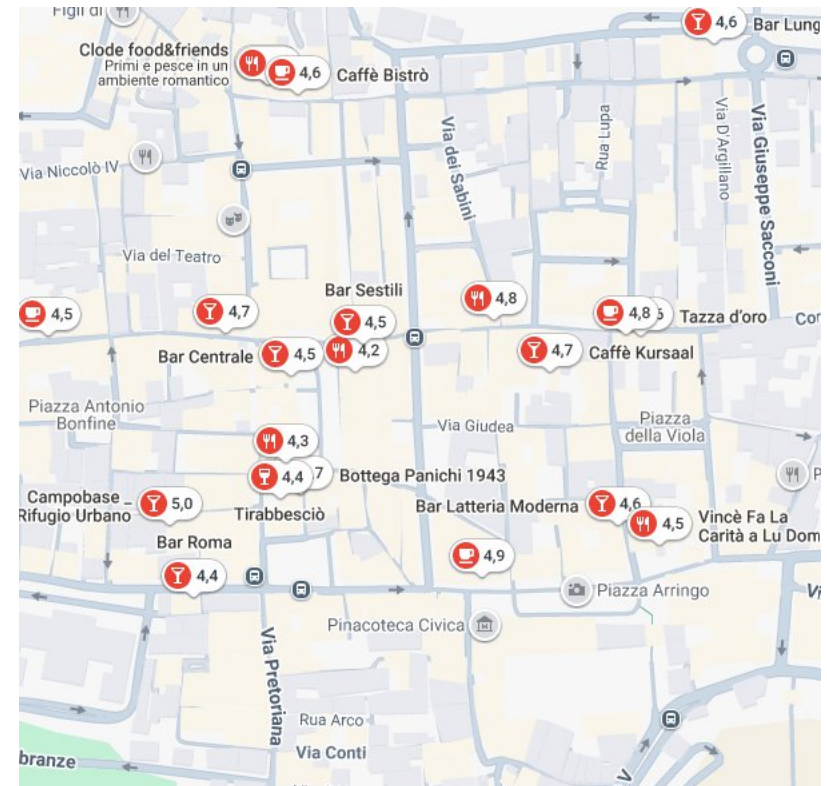 Figli di
4,6
Bar Lung
Clode food&friends
Primi e pesce in un
ambiente romantico
4,6
Caffè Bistrò
Via dei Sabini
Rua Lupa
Via D'Argillano
Via Giuseppe Sacconi
Via Niccolò IV
Via del Teatro
Bar Sestili
4,8
4,5
4,7
4,5
4,8
Tazza d'oro
Cor
Bar Centrale
4,5
4,2
4,7
Caffè Kursaal
Piazza Antonio
Bonfine
4,3
Via Giudea
Piazza
della Viola
4,4
7
Bottega Panichi 1943
P
Campobase _
Rifugio Urbano
5,0
Tirabbesciò
Bar Latteria Moderna
4,6
4,5
Vincè Fa La
Carità a Lu Dom
Bar Roma
4,9
4,4
Piazza Arringo
Pinacoteca Civica
Via Pretoriana
Rua Arco
Via Conti
branze
V